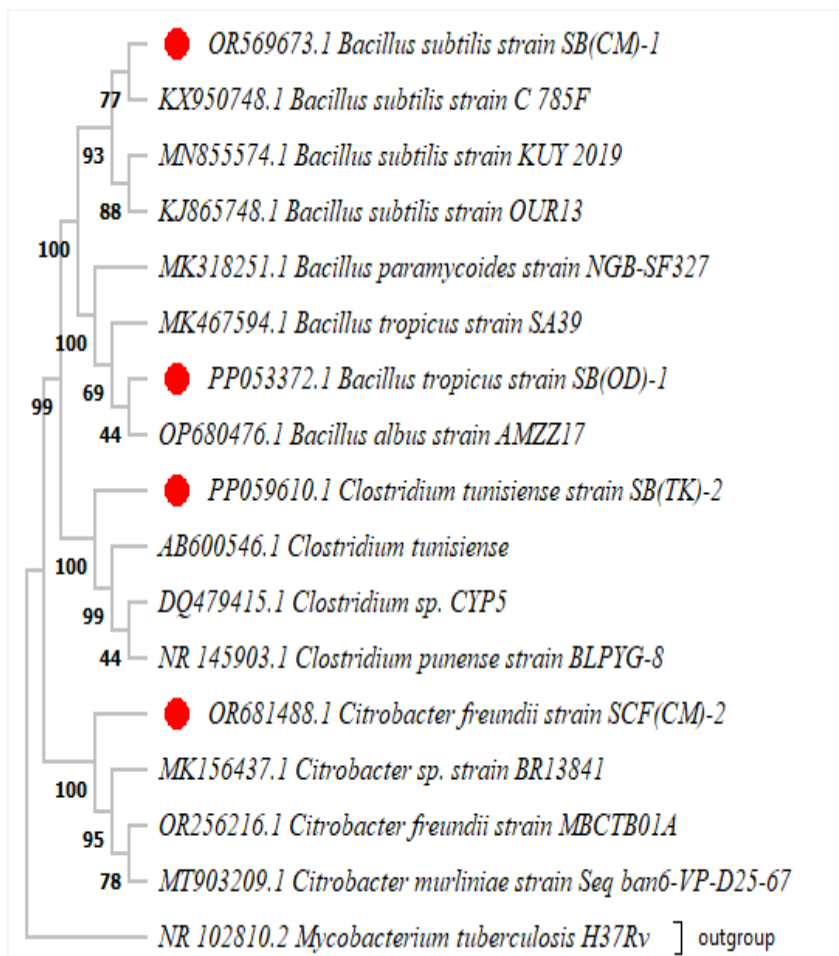 OR569673.1 Bacillus subtilis strain SB(CM)-1
KX950748.1 Bacillus subtilis strain C 785F
77
MN855574.1 Bacillus subtilis strain KUY 2019
93
KJ865748.1 Bacillus subtilis strain OUR13
88
100
MK318251.1 Bacillus paramycoides strain NGB-SF327
MK467594.1 Bacillus tropicus strain SA39
100
PP053372.1 Bacillus tropicus strain SB(OD)-1
69
99
OP680476.1 Bacillus albus strain AMZZ17
44
PP059610.1 Clostridium tunisiense strain SB(TK)-2
AB600546.1 Clostridium tunisiense
100
DQ479415.1 Clostridium sp. CYP5
99
NR 145903.1 Clostridium punense strain BLPYG-8
44
OR681488.1 Citrobacter freundii strain SCF(CM)-2
MK156437.1 Citrobacter sp. strain BR13841
100
OR256216.1 Citrobacter freundii strain MBCTB01A
95
MT903209.1 Citrobacter murliniae strain Seq ban6-VP-D25-67
78
NR 102810.2 Mycobacterium tuberculosis H37Rv ] outgroup